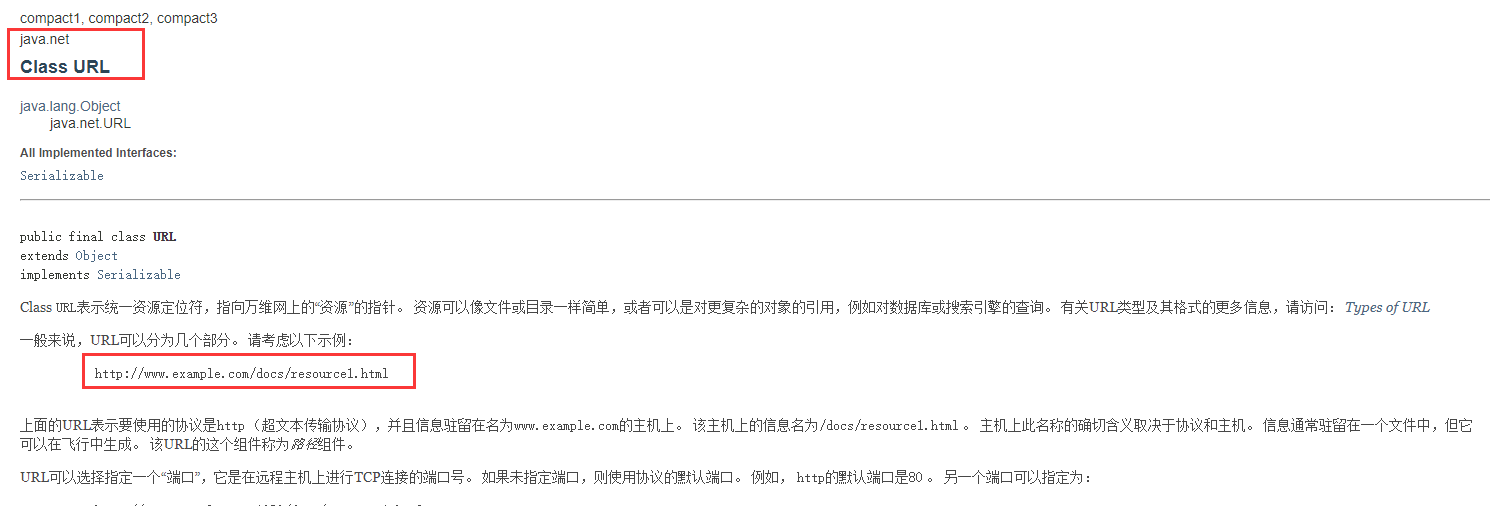 compact1, compact2, compact3
java.net
Class URL
java.lang.Object
java.net.URL
All Implemented Interfaces:
Serializable
public final class URL
extends Object
implements Serializable
Class URL表示统一资源定位符，指向万维网上的“资源”的指针。 资源可以像文件或目录一样简单，或者可以是对更复杂的对象的引用，例如对数据库或搜索引擎的查询。 有关URL类型及其格式的更多信息，请访问： Types of URL
一般来说，URL可以分为几个部分。 请考虑以下示例：
http://www.example.com/docs/resource1.html
上面的URL表示要使用的协议是http （超文本传输协议），并且信息驻留在名为www.example.com的主机上。 该主机上的信息名为/docs/resource1.html 。 主机上此名称的确切含义取决于协议和主机。 信息通常驻留在一个文件中，但它
可以在飞行中生成。 该URL的这个组件称为路径组件。
URL可以选择指定一个“端口”，它是在远程主机上进行TCP连接的端口号。 如果未指定端口，则使用协议的默认端口。 例如， http的默认端口是80 。 另一个端口可以指定为：